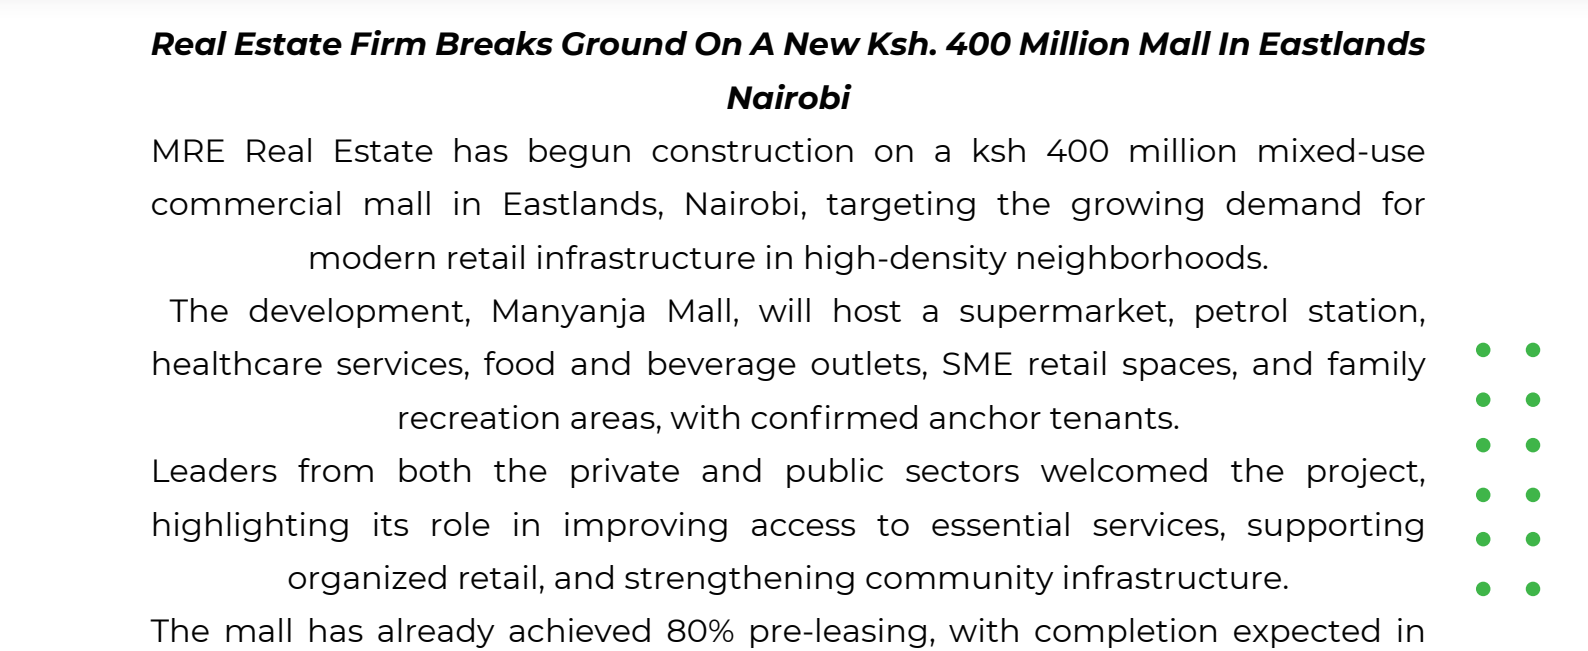 Real Estate Firm Breaks Ground On A New Ksh. 400 Million Mall In Eastlands
Nairobi
MRE Real Estate has begun construction on a ksh 400 million mixed-use
commercial mall in Eastlands, Nairobi, targeting the growing demand for
modern retail infrastructure in high-density neighborhoods.
The development, Manyanja Mall, will host a supermarket, petrol station,
healthcare services, food and beverage outlets, SME retail spaces, and family
recreation areas, with confirmed anchor tenants.
Leaders from both the private and public sectors welcomed the project,
highlighting its role in improving access to essential services, supporting
organized retail, and strengthening community infrastructure.
The mall has already achieved 80% pre-leasing, with completion expected in